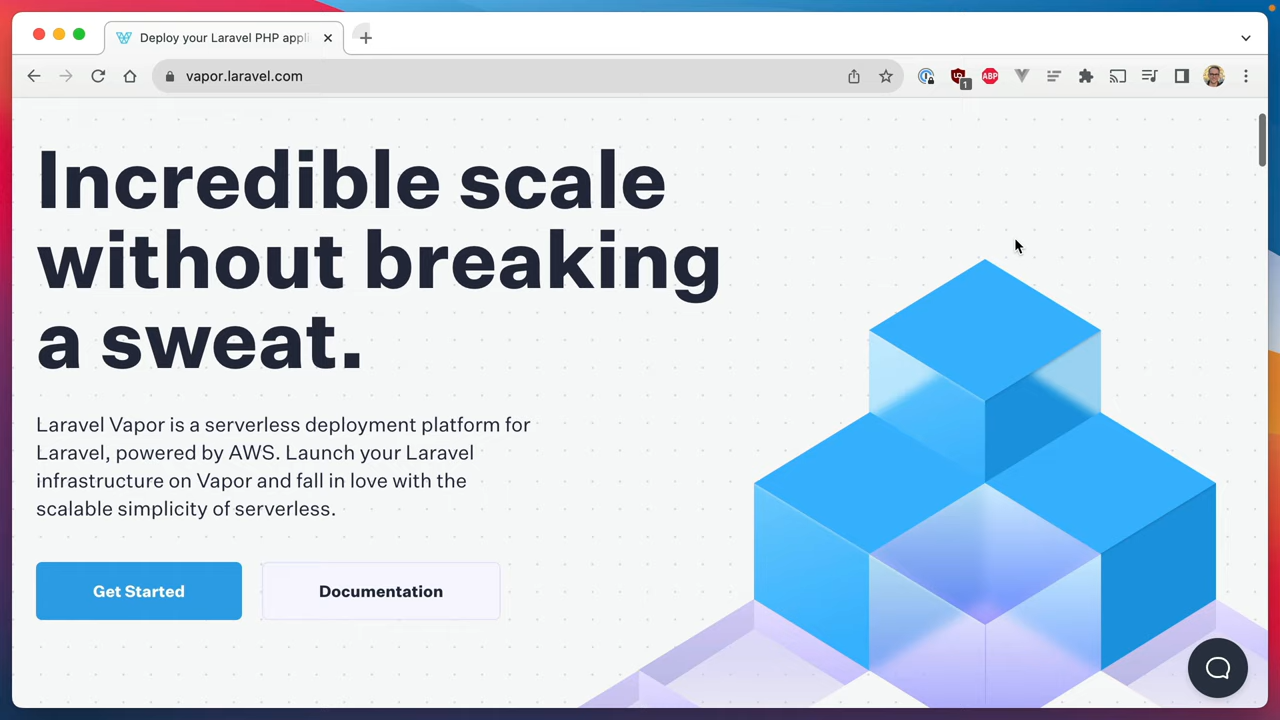 Deploy your Laravel PHP appli
vapor.laravel.com
1
ABP
Incredible scale
without breaking
a sweat.
Laravel Vapor is a serverless deployment platform for
Laravel, powered by AWS. Launch your Laravel
infrastructure on Vapor and fall in love with the
scalable simplicity of serverless.
Get Started
Documentation